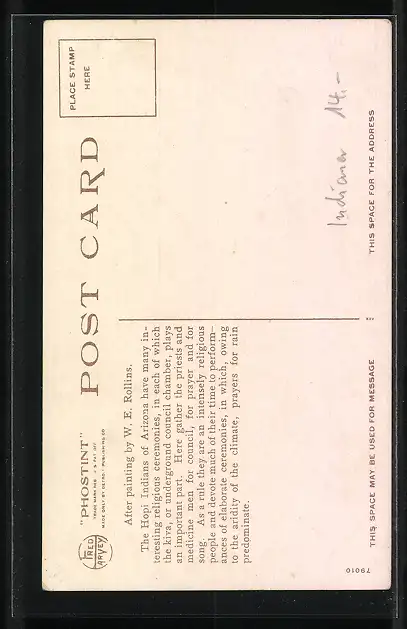 "PHOSTINT"
TRADE MARK REG. U.S. PAT. OFF.
MADE ONLY BY DETROIT PUBLISHING CO.
FRED
HARVEY
After painting by W. E. Rollins.
The Hopi Indians of Arizona have many in-
teresting religious ceremonies, in each of which
the kiva, or underground council chamber, plays
an important part. Here gather the priests and
medicine men for council, for prayer and for
song. As a rule they are an intensely religious
people and devote much of their time to perform-
ances of elaborate ceremonies, in which, owing
to the aridity of the climate, prayers for rain
predominate.
79010
THIS SPACE MAY BE USED FOR MESSAGE
POST CARD
PLACE STAMP
HERE
Indianer 14.-
THIS SPACE FOR THE ADDRESS